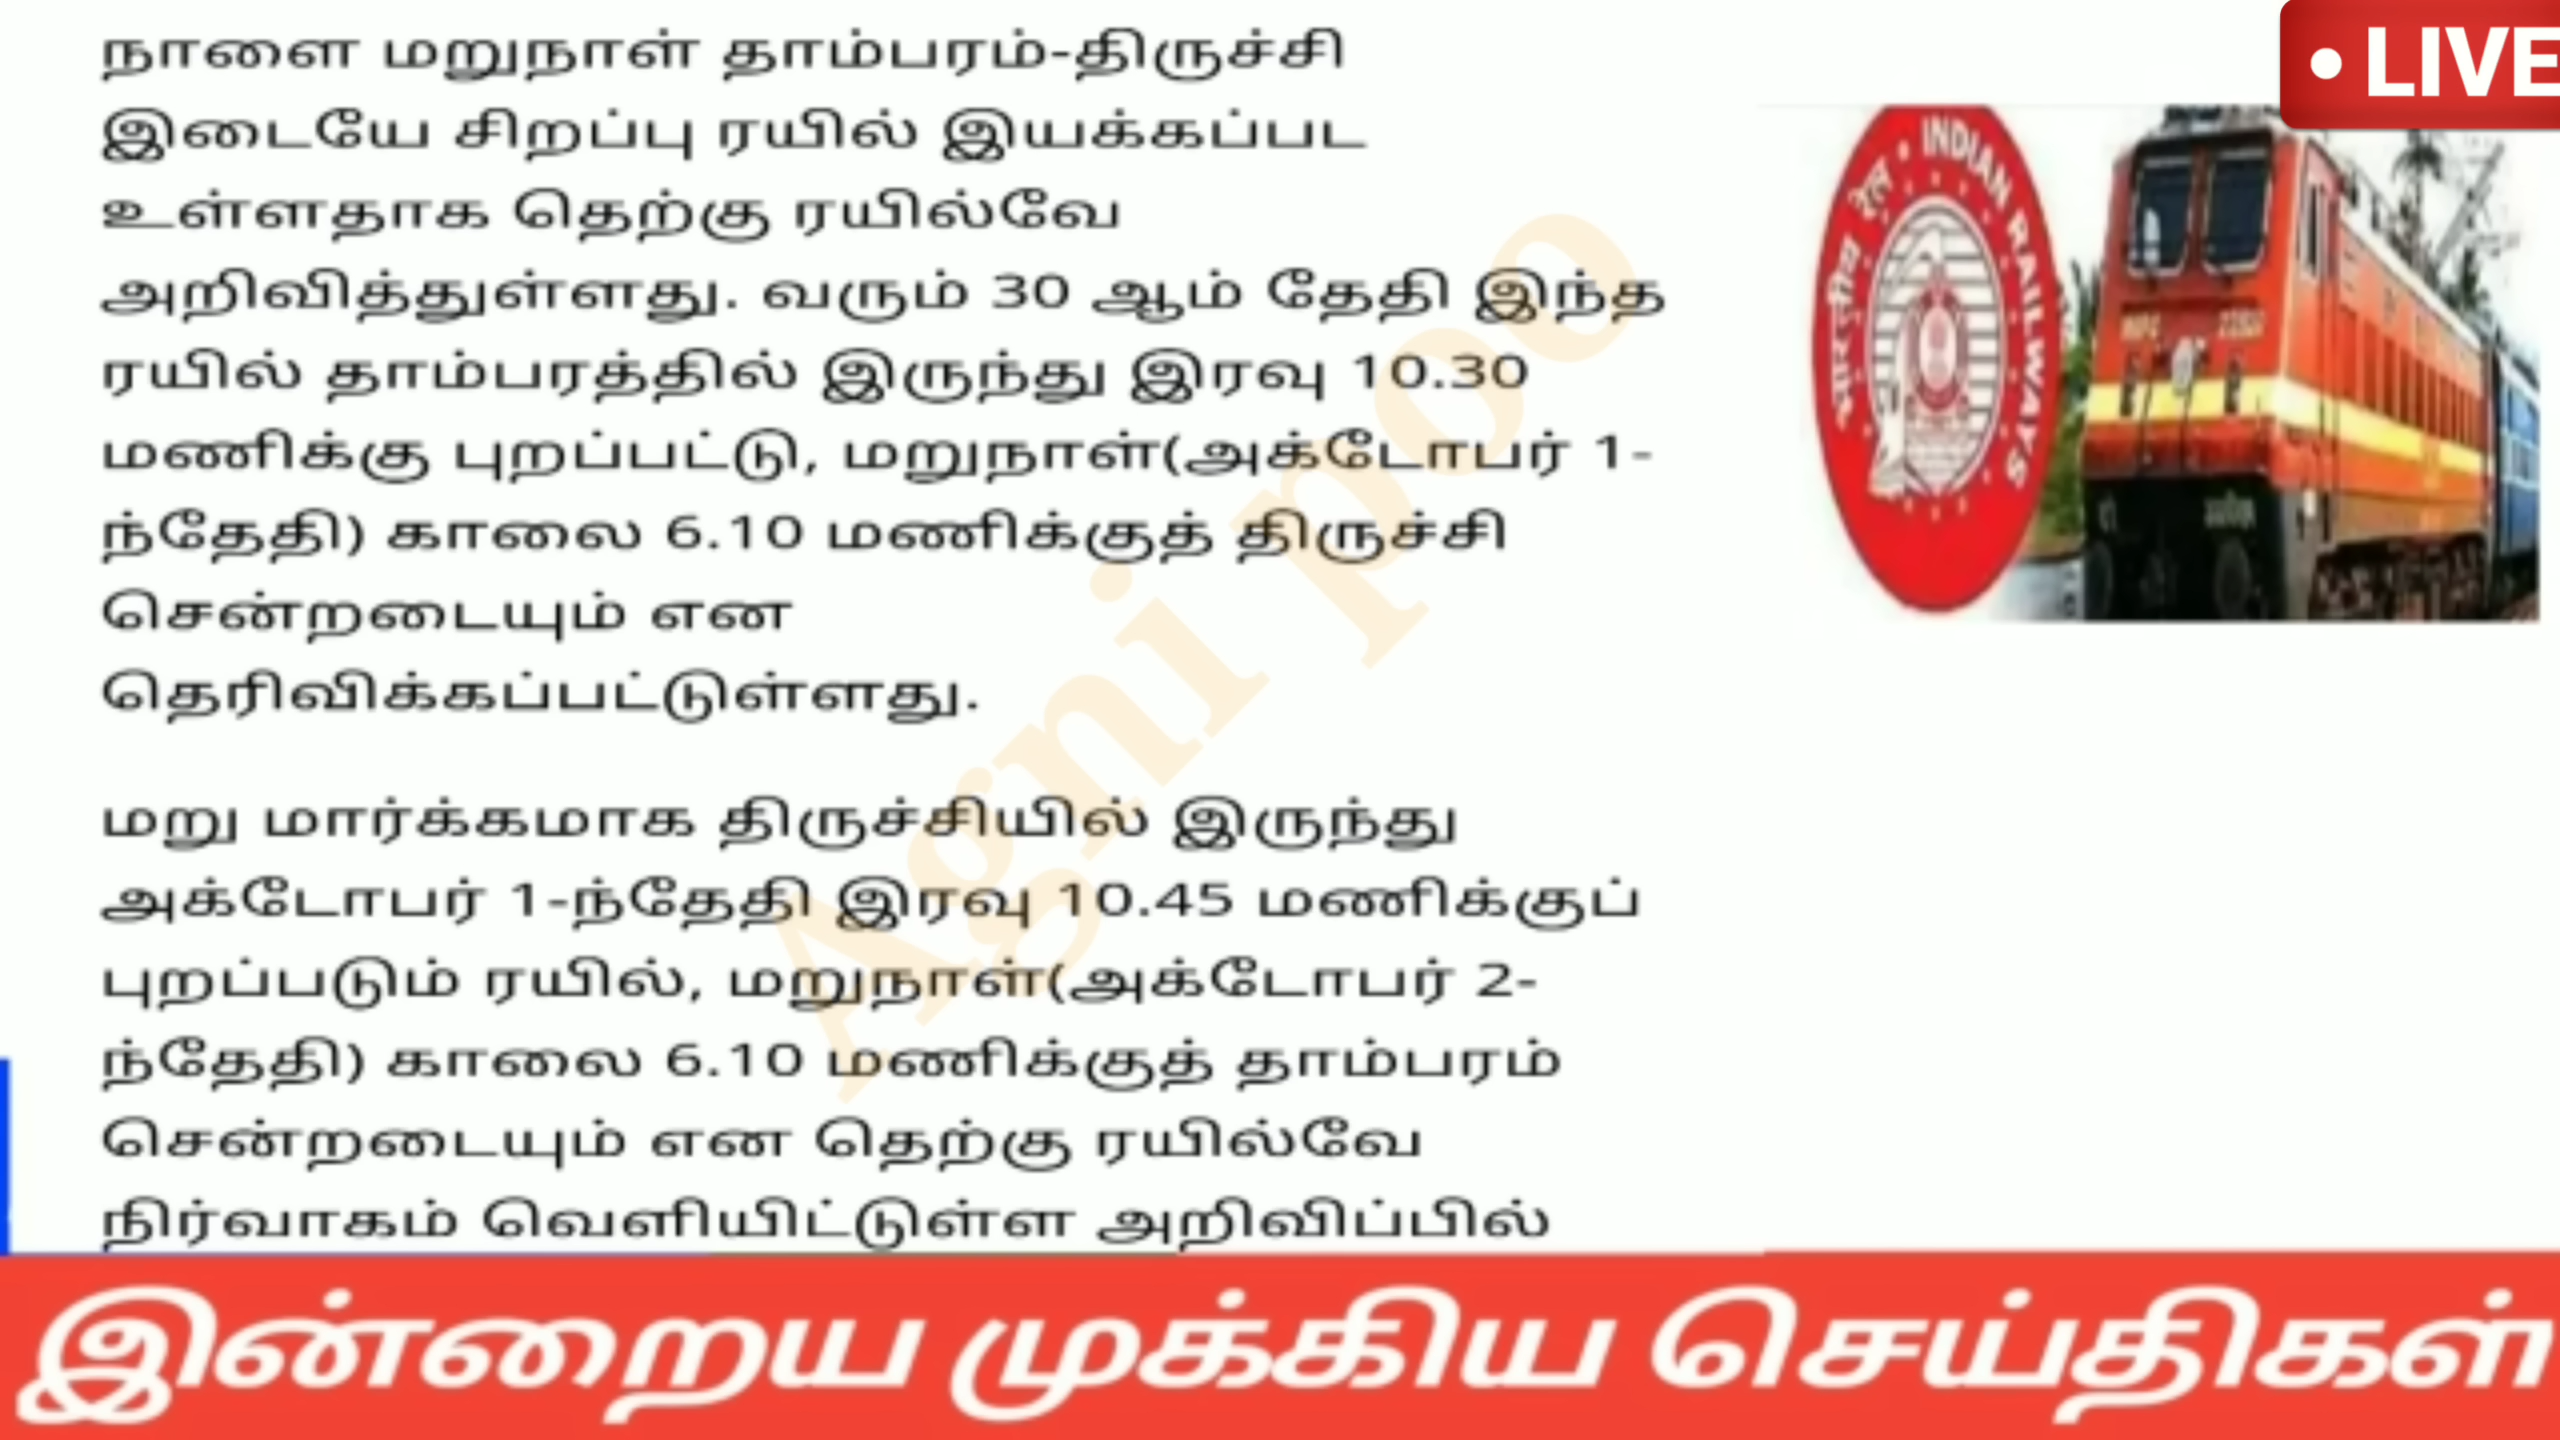 நாளை மறுநாள் தாம்பரம்-திருச்சி
இடையே சிறப்பு ரயில் இயக்கப்பட
உள்ளதாக தெற்கு ரயில்வே
அறிவித்துள்ளது. வரும் 30 ஆம் தேதி இந்த
ரயில் தாம்பரத்தில் இருந்து இரவு 10.30
மணிக்கு புறப்பட்டு, மறுநாள்(அக்டோபர் 1-
ந்தேதி) காலை 6.10 மணிக்குத் திருச்சி
சென்றடையும் என
தெரிவிக்கப்பட்டுள்ளது.
மறு மார்க்கமாக திருச்சியில் இருந்து
அக்டோபர் 1-ந்தேதி இரவு 10.45 மணிக்குப்
புறப்படும் ரயில், மறுநாள்(அக்டோபர் 2-
ந்தேதி) காலை 6.10 மணிக்குத் தாம்பரம்
சென்றடையும் என தெற்கு ரயில்வே
நிர்வாகம் வெளியிட்டுள்ள அறிவிப்பில்
• LIVE
भारतीय रेल • INDIAN RAILWAYS
Agni poo
இன்றைய முக்கிய செய்திகள்